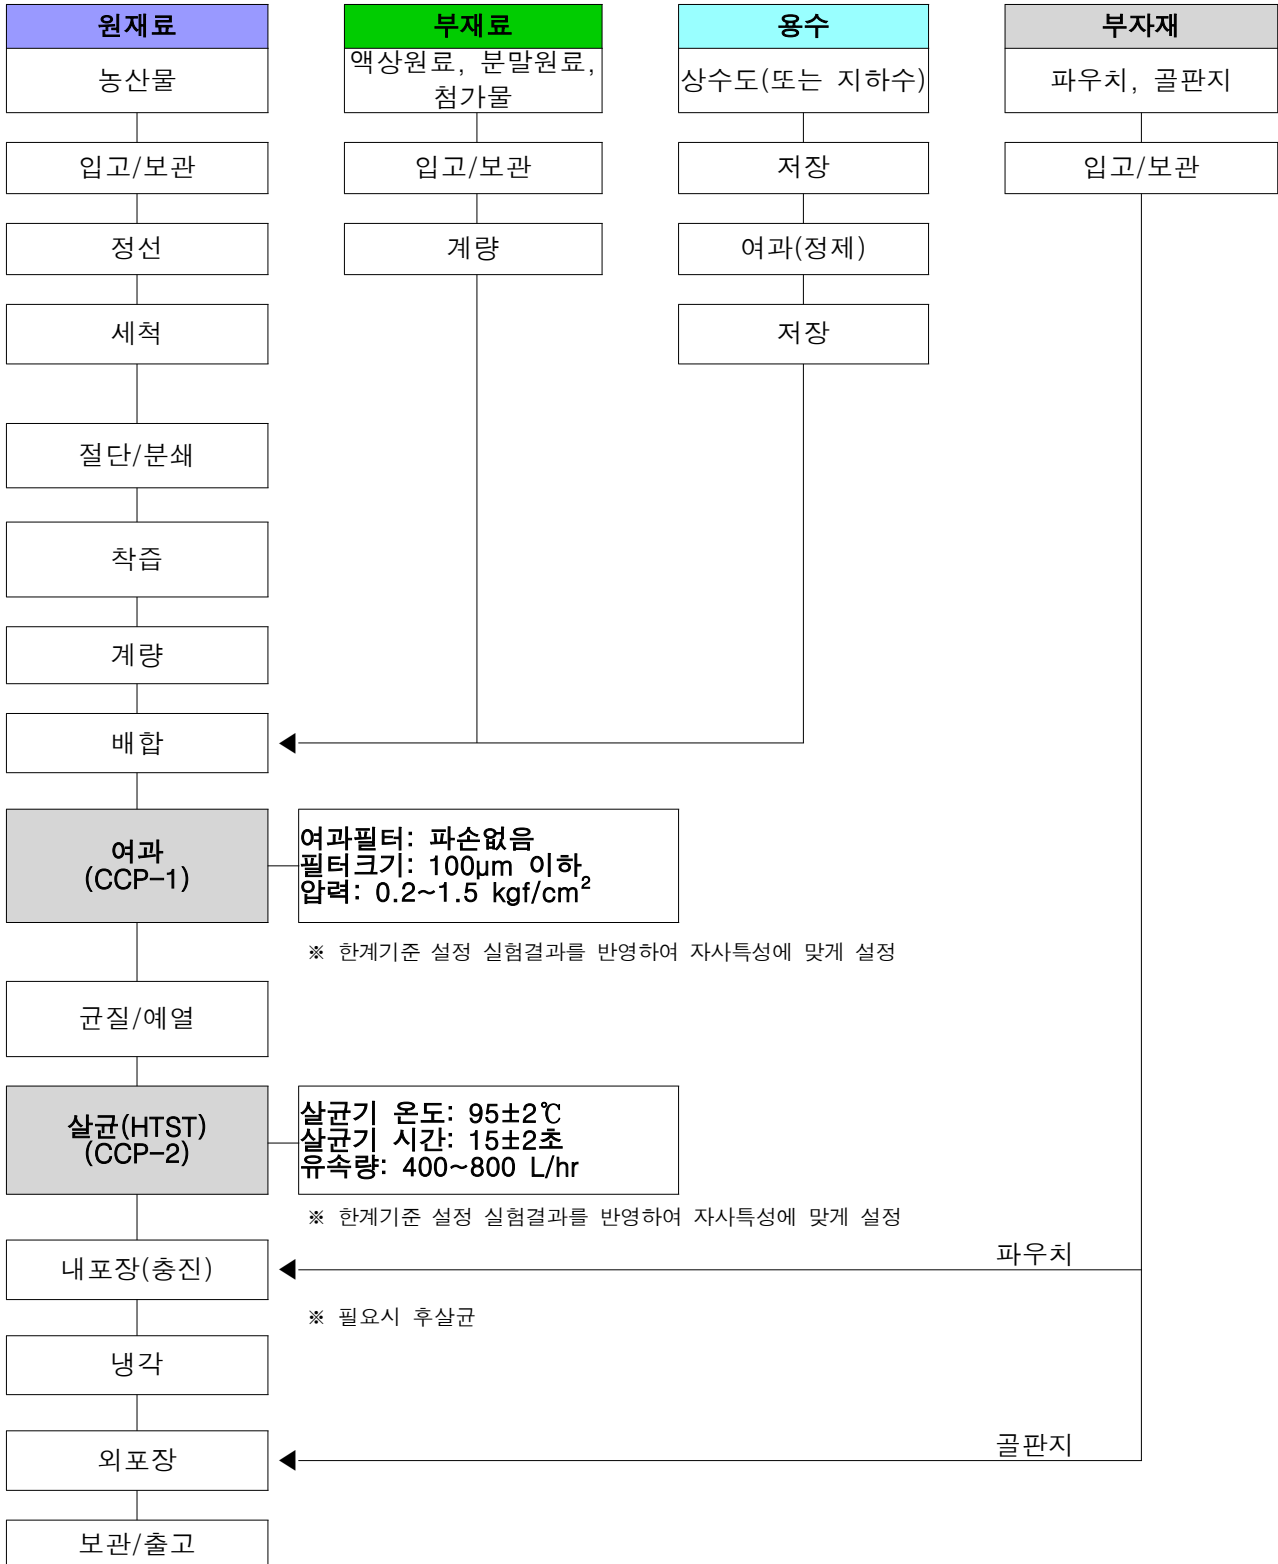 원재료
부재료
용수
부자재
농산물
액상원료, 분말원료,
첨가물
상수도(또는 지하수)
파우치, 골판지
입고/보관
입고/보관
저장
입고/보관
정선
계량
여과(정제)
세척
저장
절단/분쇄
착즙
계량
배합
여과
(CCP-1)
여과필터: 파손없음
필터크기: 100μm 이하
압력: 0.2~1.5 kgf/cm²
※ 한계기준 설정 실험결과를 반영하여 자사특성에 맞게 설정
균질/예열
살균(HTST)
(CCP-2)
살균기 온도: 95±2℃
살균기 시간: 15±2초
유속량: 400~800 L/hr
※ 한계기준 설정 실험결과를 반영하여 자사특성에 맞게 설정
파우치
내포장(충진)
※ 필요시 후살균
냉각
골판지
외포장
보관/출고